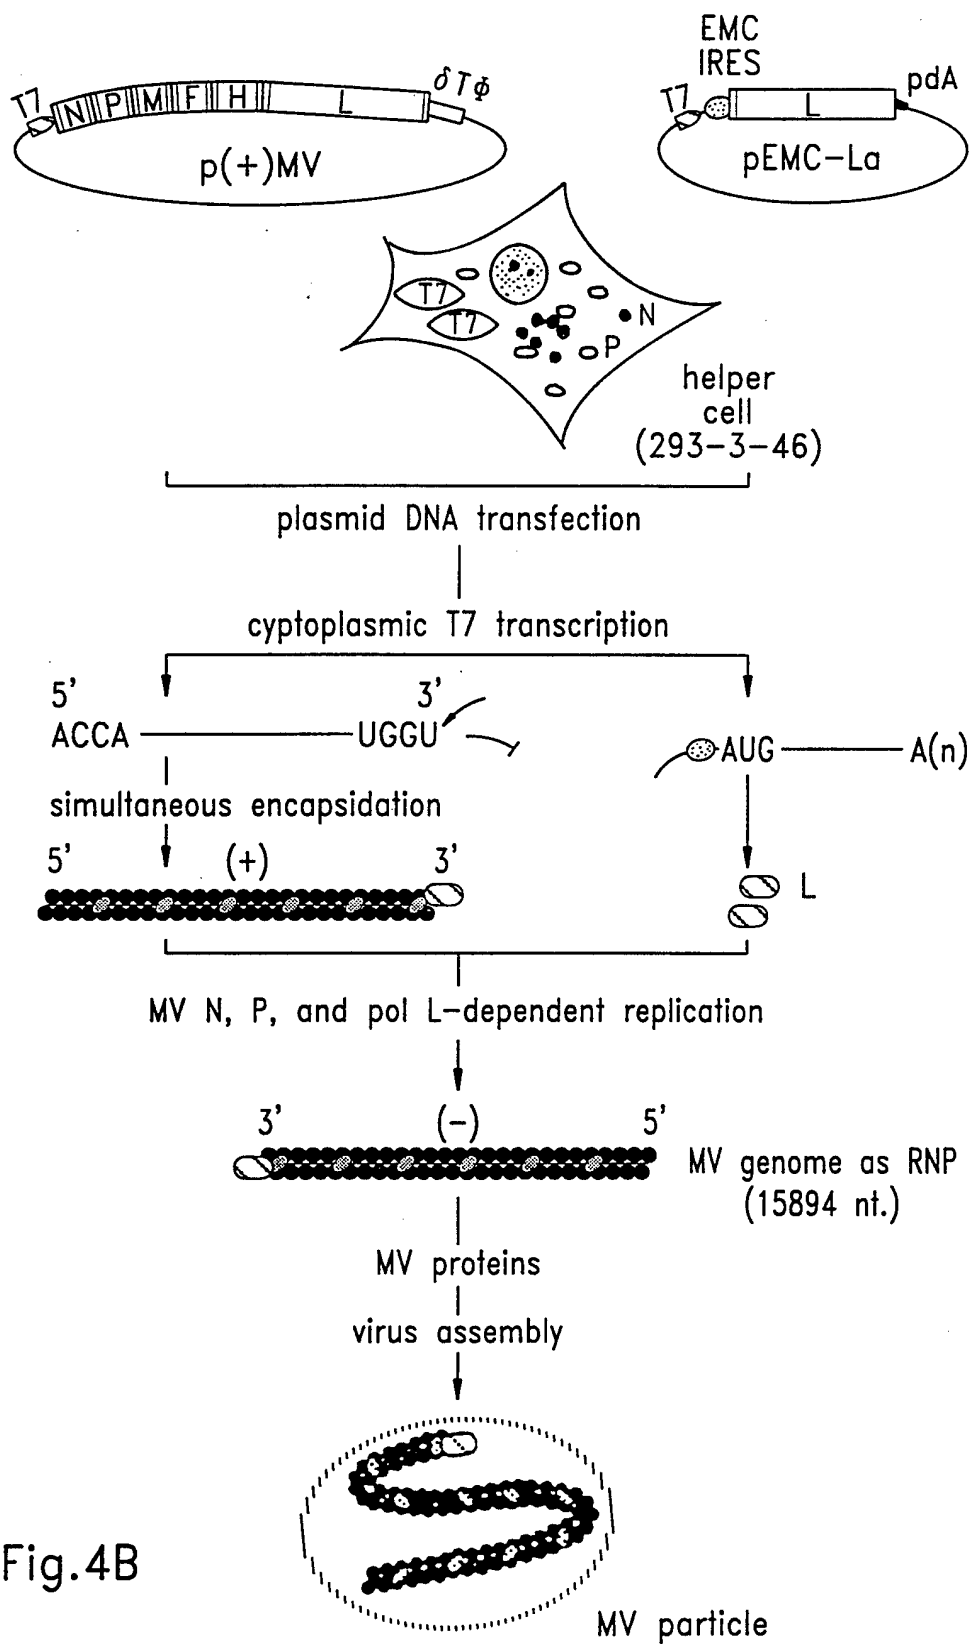 EMC
IRES
T7 N P M F H L δTΦ
T7 L pdA
p(+)MV
pEMC-La
T7
T7
N
P
helper
cell
(293-3-46)
plasmid DNA transfection
cyptoplasmic T7 transcription
5' 3'
ACCA UGGU
AUG A(n)
simultaneous encapsidation
5' (+) 3'
L
MV N, P, and pol L-dependent replication
3' (-) 5'
MV genome as RNP
(15894 nt.)
MV proteins
virus assembly
Fig.4B
MV particle